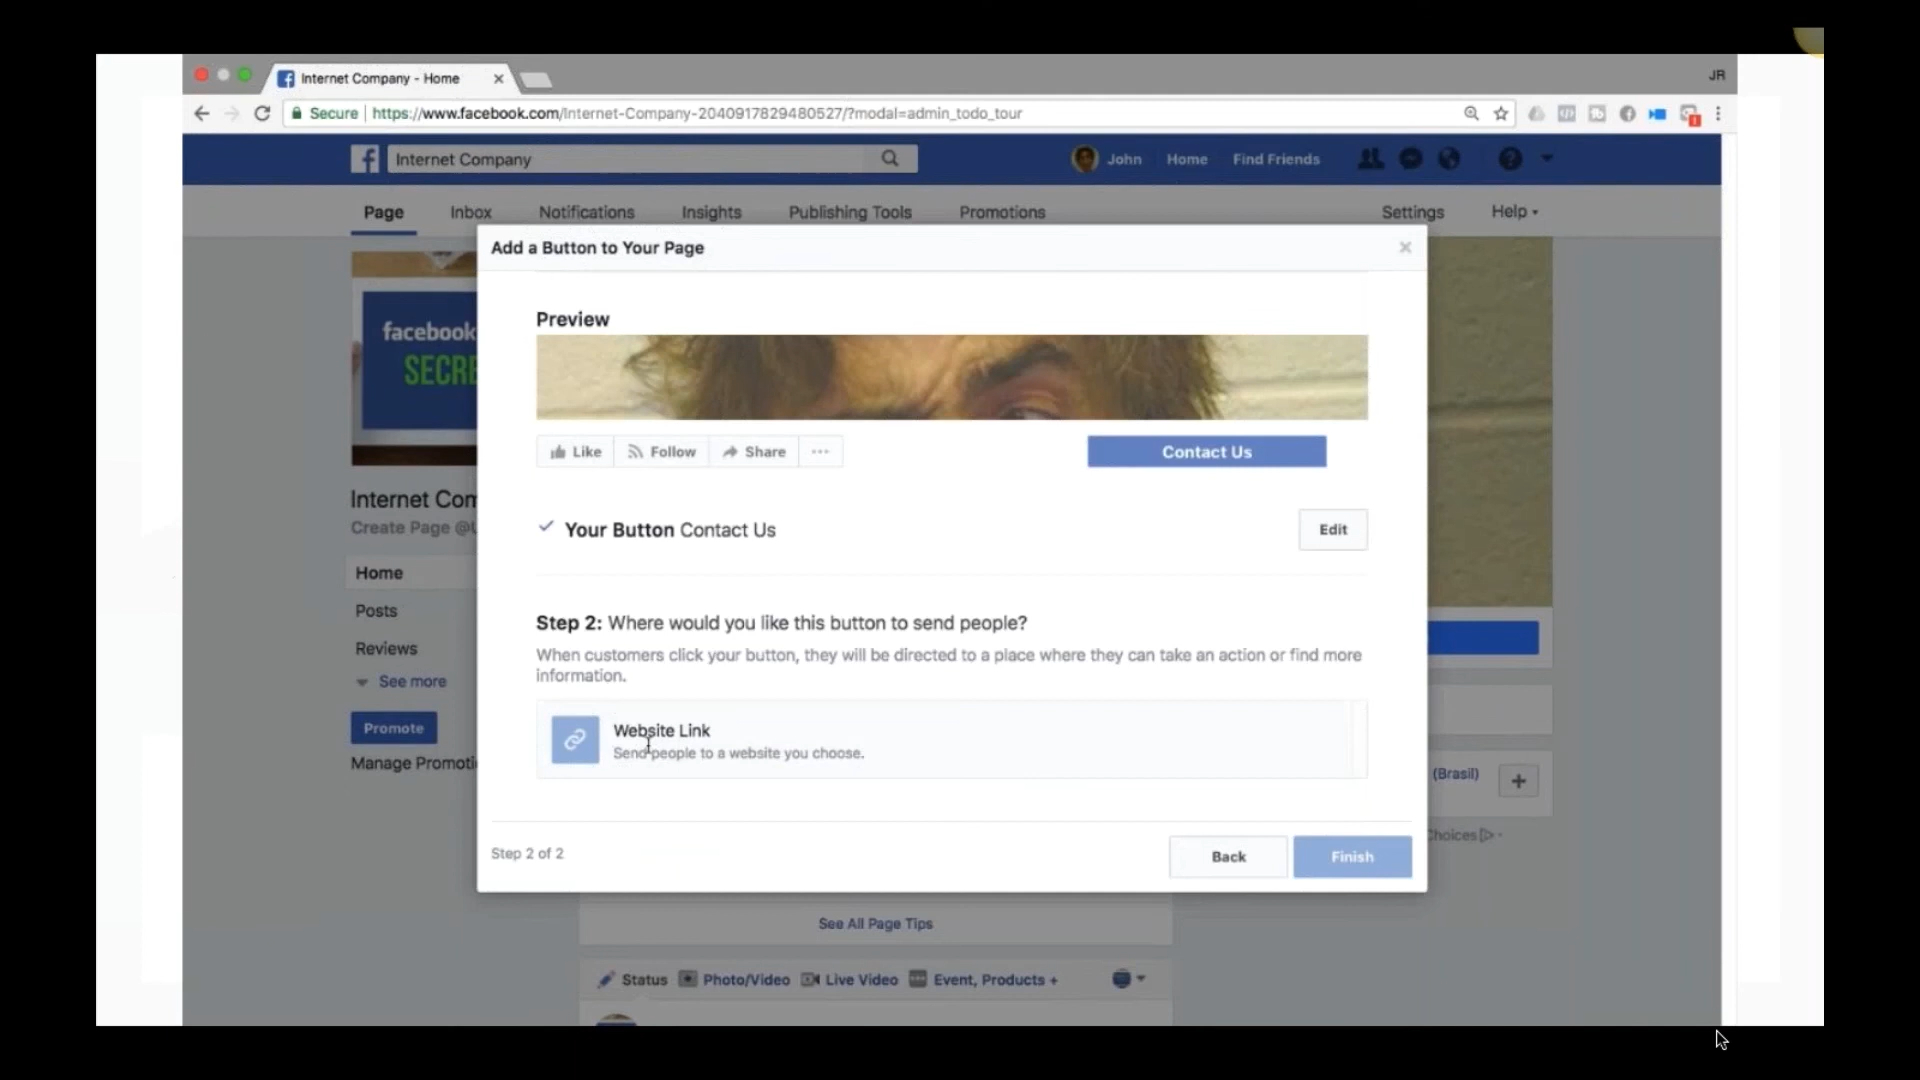 Internet Company - Home
JR
Secure | https://www.facebook.com/Internet-Company-2040917829480527/?modal=admin_todo_tour
Internet Company
John Home Find Friends
Page Inbox Notifications Insights Publishing Tools Promotions Settings Help
Add a Button to Your Page
facebook
Preview
Like Follow Share Contact Us
Internet Com
Create Page @U
Your Button Contact Us Edit
Home
Posts
Reviews
See more
Promote
Manage Promoti
Step 2: Where would you like this button to send people?
When customers click your button, they will be directed to a place where they can take an action or find more
information.
Website Link
Send people to a website you choose.
(Brasil)
Step 2 of 2
Back Finish
See All Page Tips
Status Photo/Video Live Video Event, Products +